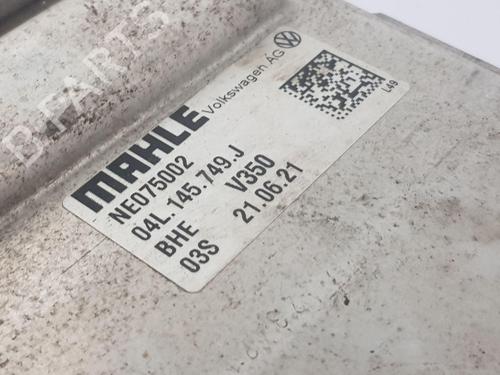 MAHLE
Volkswagen AG
NE075002
04L.145.749.J
BHE V350
03S 21.06.21
L49
B-PARTS